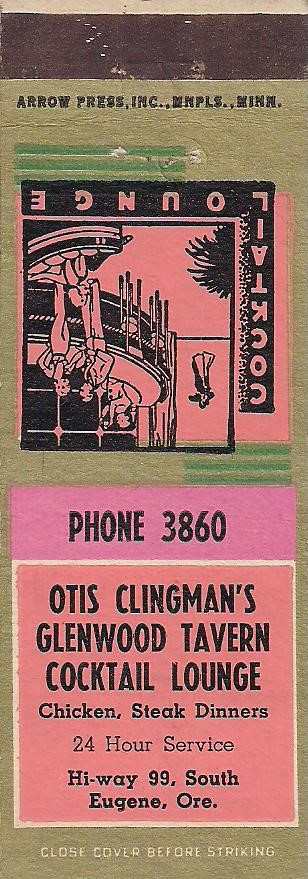 ARROW PRESS, INC., MNPLS., MINN.
COCKTAIL
LOUNGE
PHONE 3860
OTIS CLINGMAN'S
GLENWOOD TAVERN
COCKTAIL LOUNGE
Chicken, Steak Dinners
24 Hour Service
Hi-way 99, South
Eugene, Ore.
CLOSE COVER BEFORE STRIKING